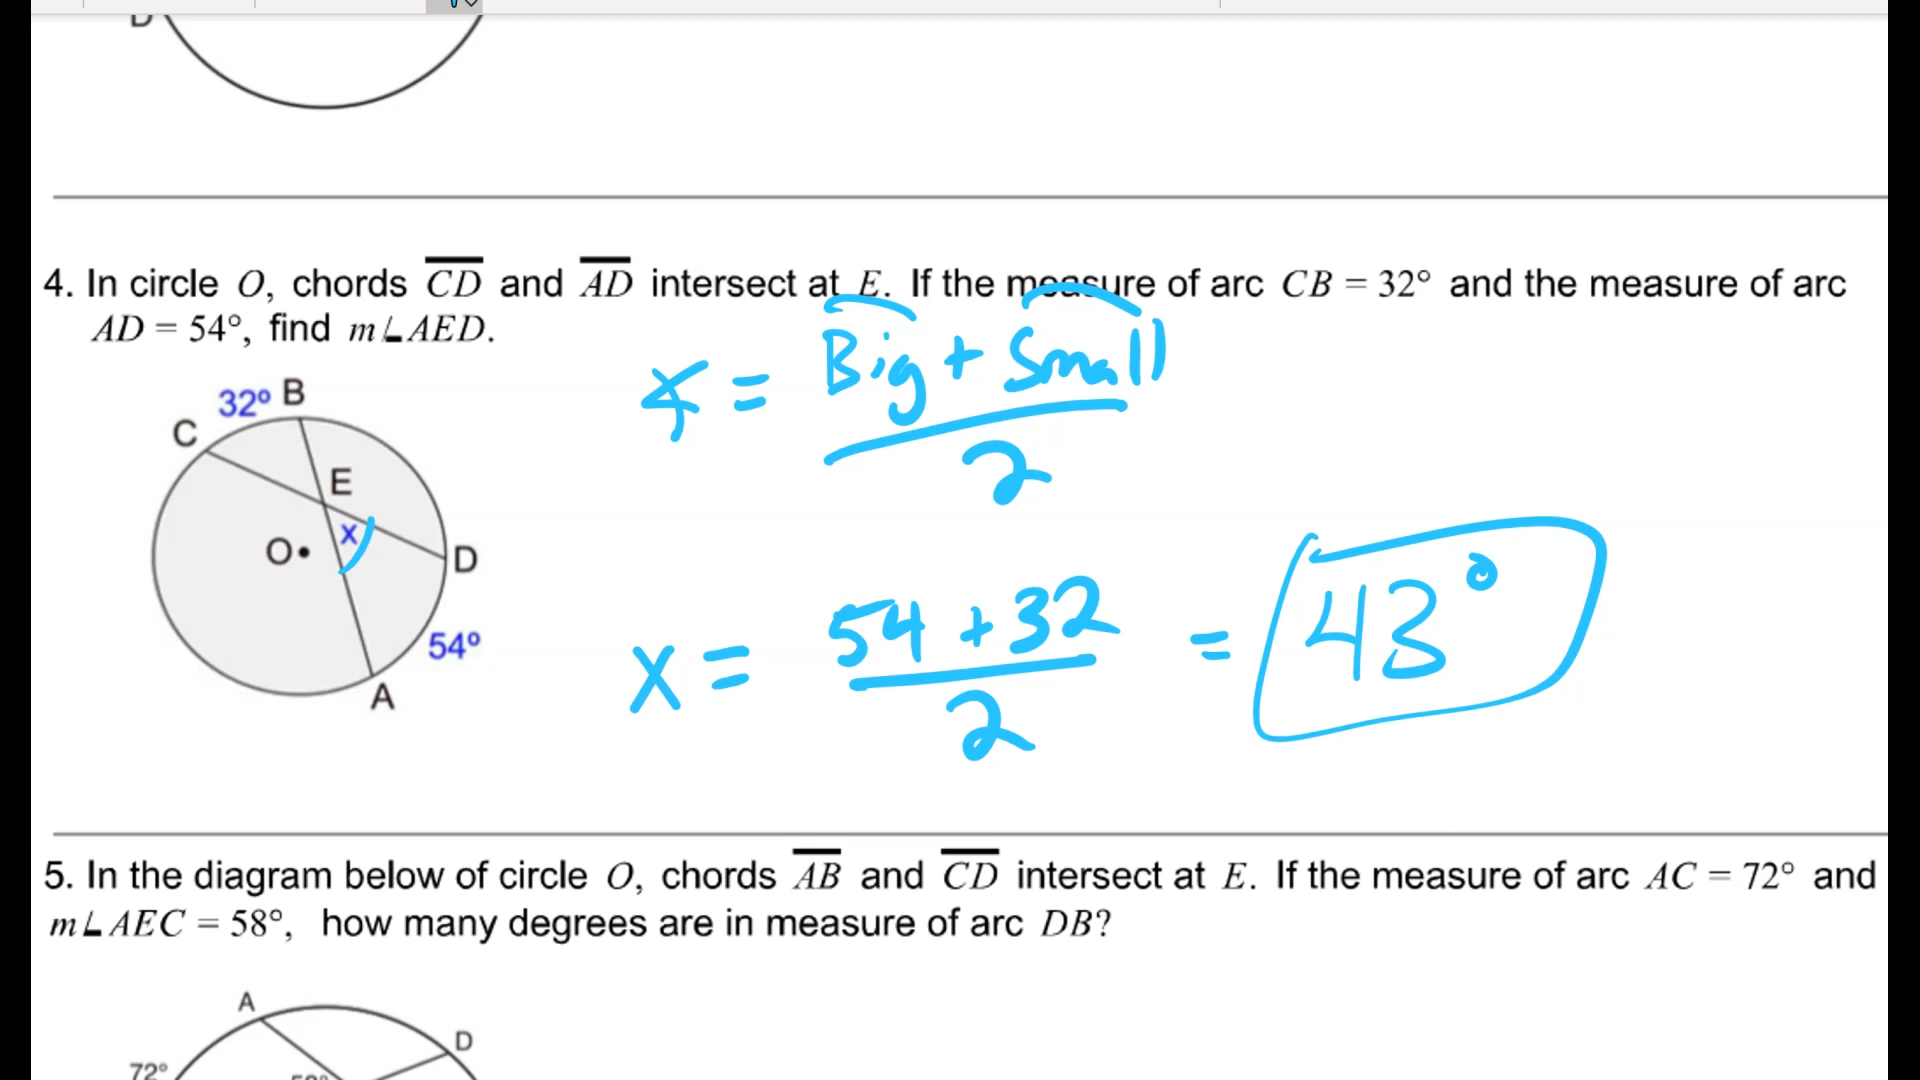 D
4. In circle O, chords CD and AD intersect at E. If the measure of arc CB = 32° and the measure of arc
AD = 54°, find m∠AED.
∡ = Big + Small
2
32º B
C
E
x
O•
D
54º
A
x = 54 + 32 = 43°
2
5. In the diagram below of circle O, chords AB and CD intersect at E. If the measure of arc AC = 72° and
m∠AEC = 58°, how many degrees are in measure of arc DB?
A
D
72°